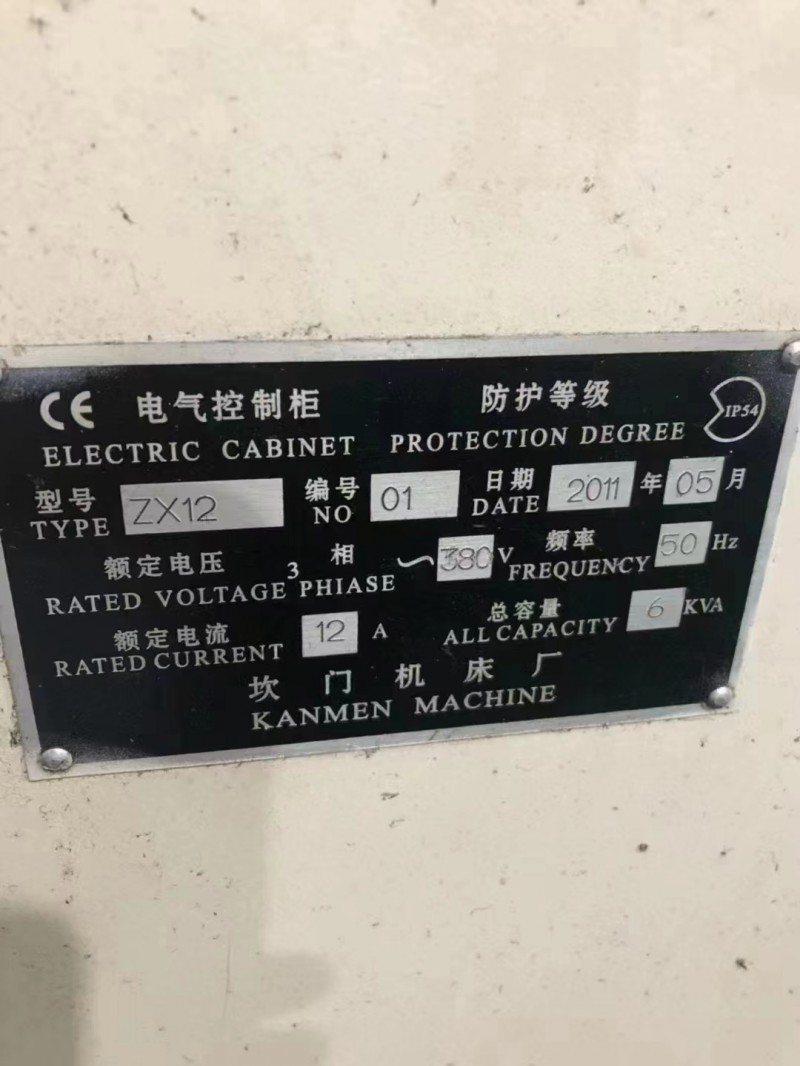 CE 电气控制柜 防护等级 IP54
ELECTRIC CABINET PROTECTION DEGREE
型号 ZX12 编号 01 日期 2011 年 05 月
TYPE NO DATE
额定电压 3 相 ~380 V 频率 50 Hz
RATED VOLTAGE PHIASE FREQUENCY
额定电流 12 A 总容量 6 KVA
RATED CURRENT ALL CAPACITY
坎门机床厂
KANMEN MACHINE